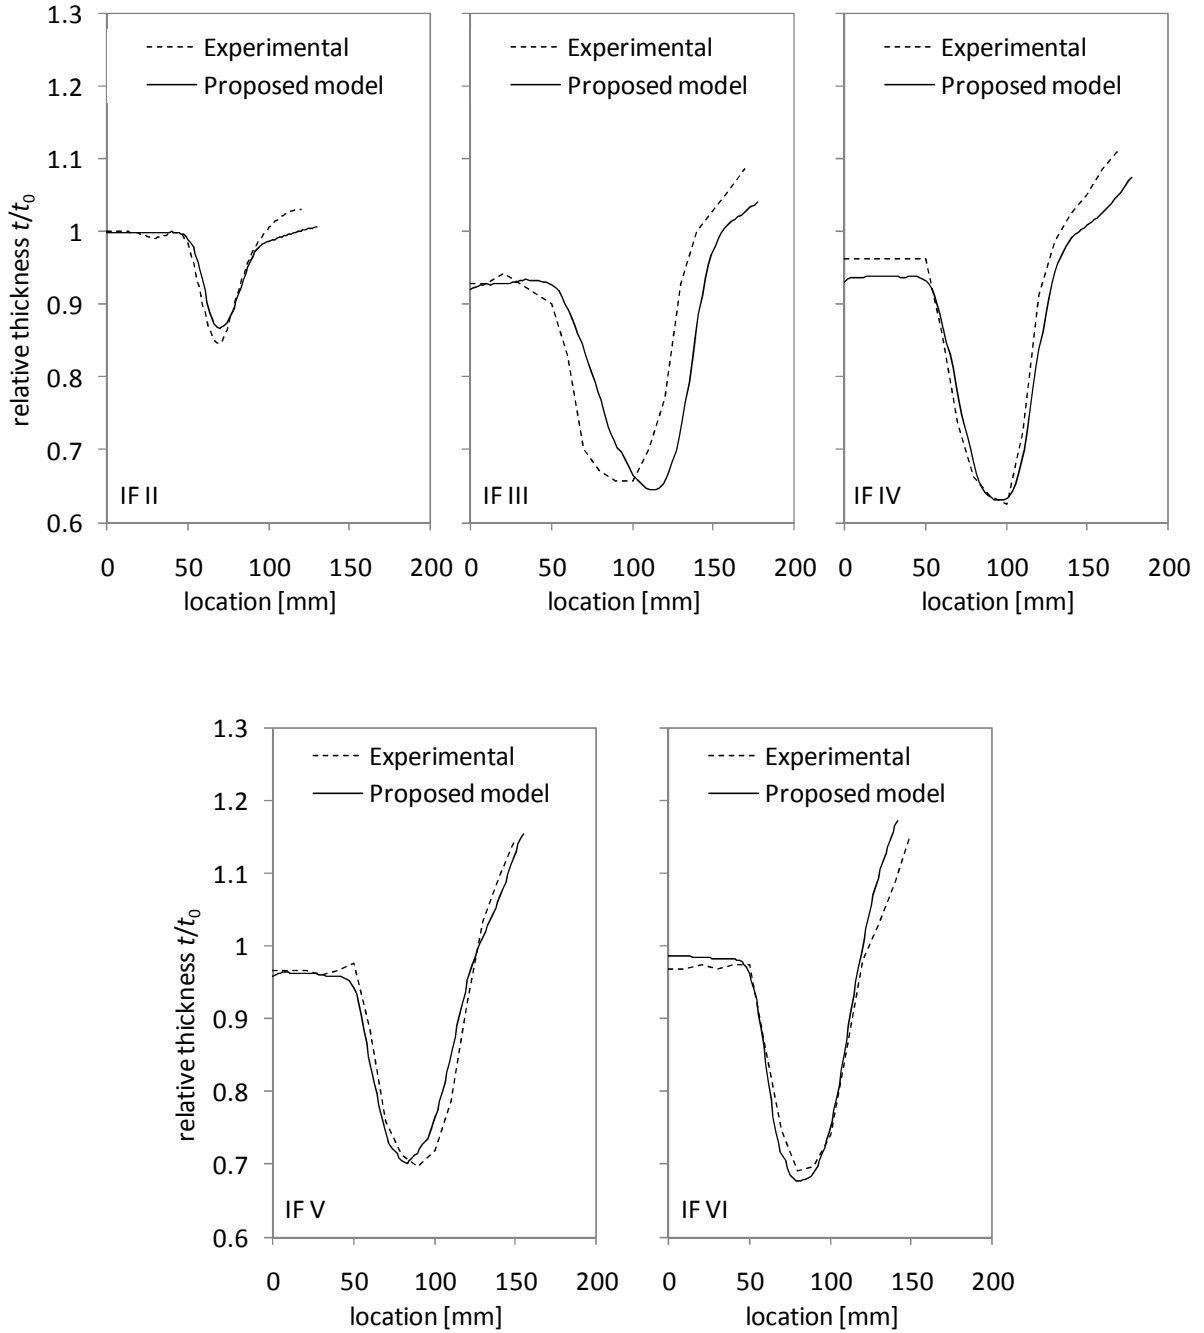 1.3
1.2
1.1
1
0.9
0.8
0.7
0.6
relative thickness t/t0
Experimental
Proposed model
IF II
0 50 100 150 200
location [mm]
Experimental
Proposed model
IF III
0 50 100 150 200
location [mm]
Experimental
Proposed model
IF IV
0 50 100 150 200
location [mm]
1.3
1.2
1.1
1
0.9
0.8
0.7
0.6
relative thickness t/t0
Experimental
Proposed model
IF V
0 50 100 150 200
location [mm]
Experimental
Proposed model
IF VI
0 50 100 150 200
location [mm]